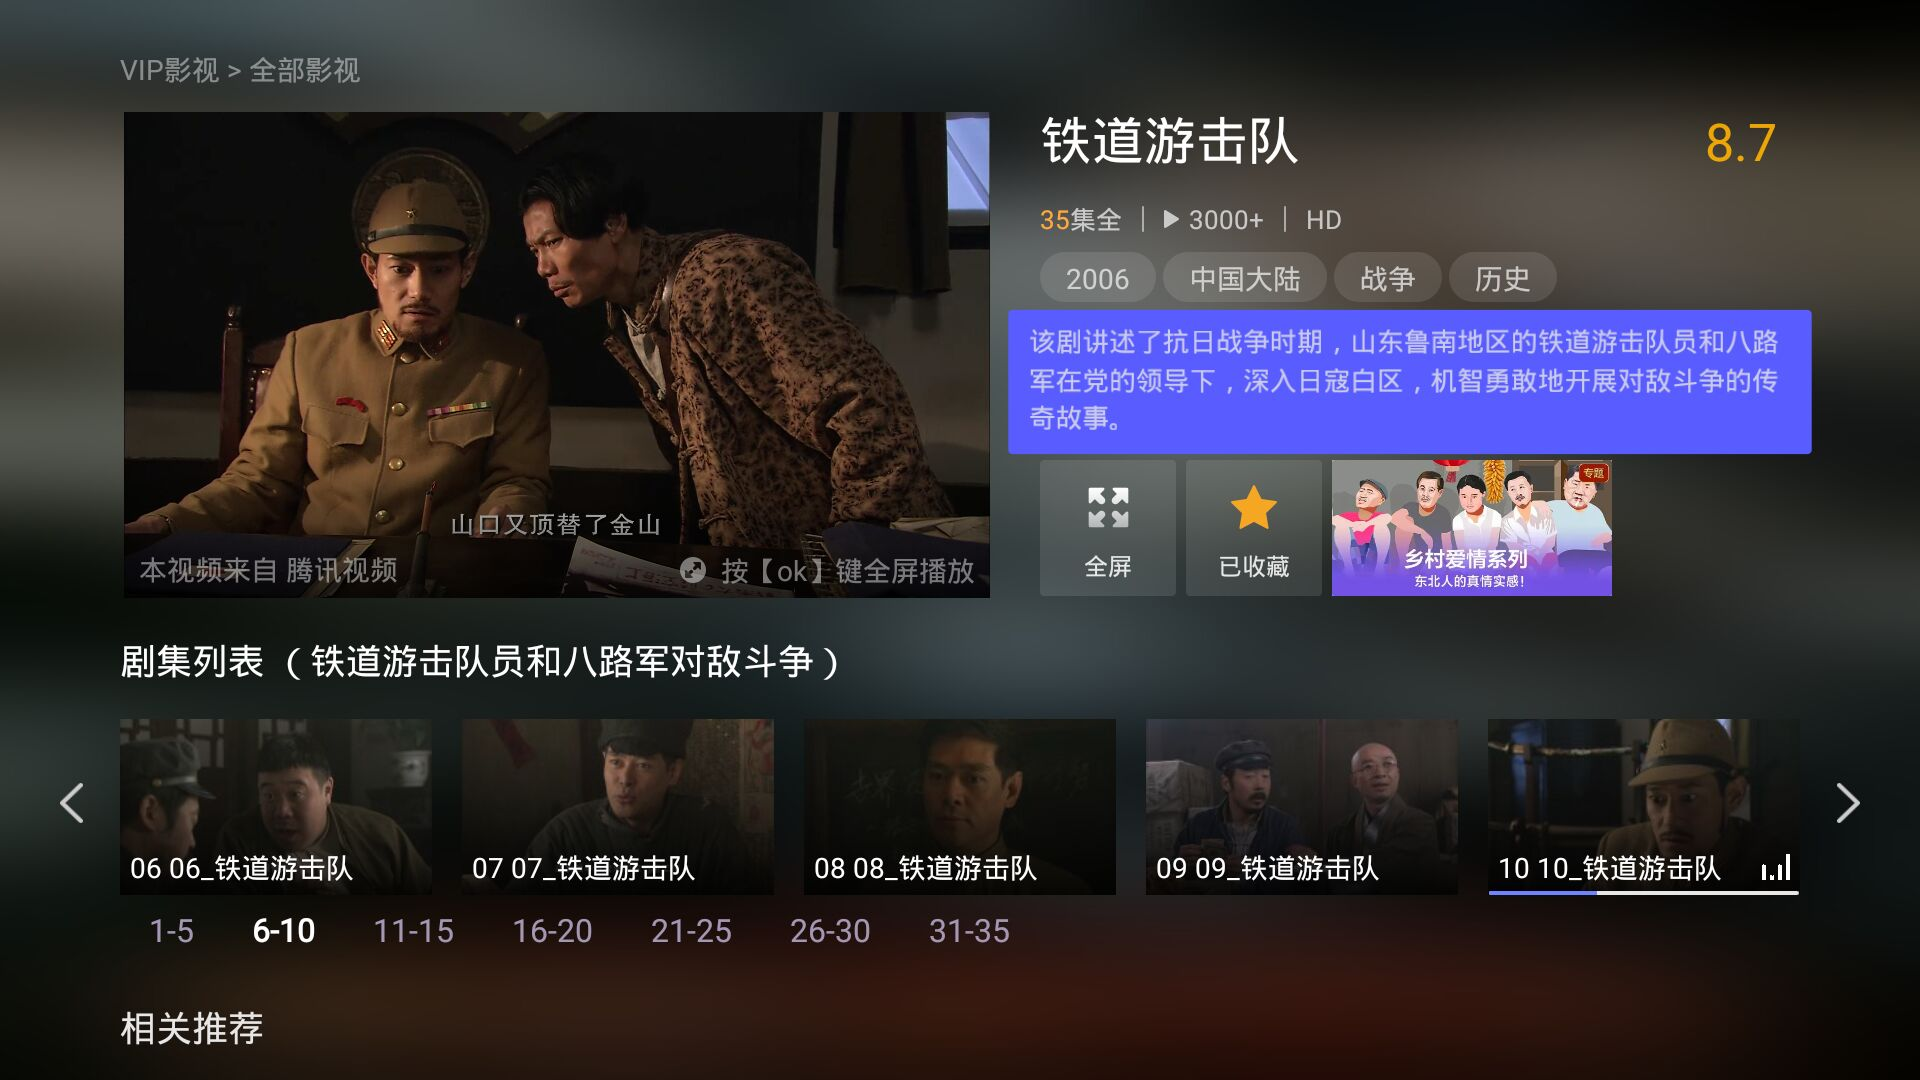 VIP影视 > 全部影视
铁道游击队
8.7
35集全 | 3000+ | HD
2006 中国大陆 战争 历史
该剧讲述了抗日战争时期，山东鲁南地区的铁道游击队员和八路
军在党的领导下，深入日寇白区，机智勇敢地开展对敌斗争的传
奇故事。
山口又顶替了金山
本视频来自 腾讯视频
按【ok】键全屏播放
全屏
已收藏
专题
乡村爱情系列
东北人的真情实感!
剧集列表 （铁道游击队员和八路军对敌斗争）
06 06_铁道游击队
07 07_铁道游击队
08 08_铁道游击队
09 09_铁道游击队
10 10_铁道游击队
1-5 6-10 11-15 16-20 21-25 26-30 31-35
相关推荐